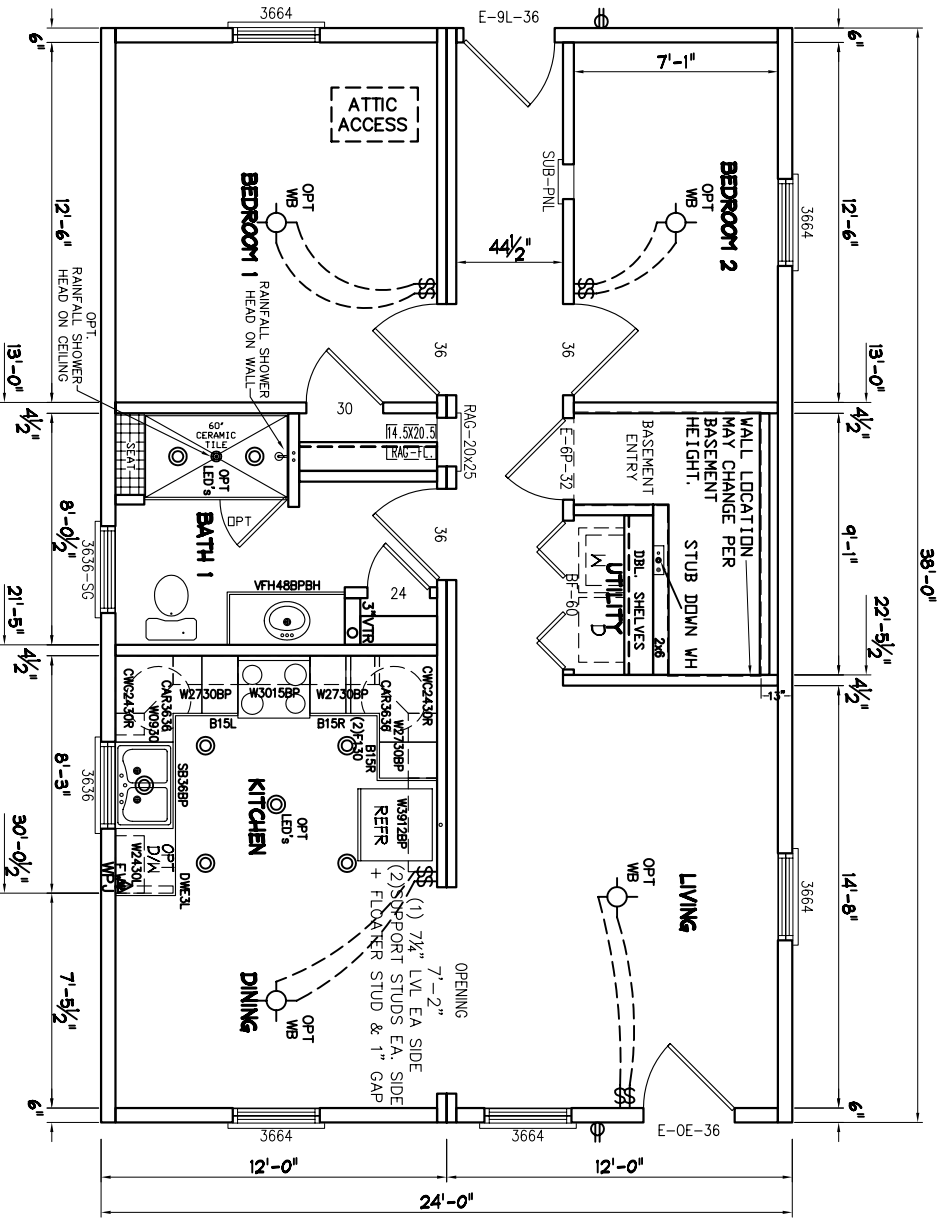 38'-0"
13'-0"
22'-5½"
6"
12'-6"
4½"
9'-1"
4½"
14'-8"
6"
3664
3664
E-9L-36
7'-1"
BEDROOM 2
OPT
WB
SUB-PNL
44½"
36
36
WALL LOCATION
MAY CHANGE PER
BASEMENT
HEIGHT.
13"
BASEMENT
ENTRY
E-6P-32
STUB DOWN WH
2x6
DBL. SHELVES
UTILITY
W
D
BF-60
LIVING
OPT
WB
E-OE-36
3664
OPENING
7'-2"
(1) 7¼" LVL EA SIDE
(2)SUPPORT STUDS EA. SIDE
+ FLOATER STUD & 1" GAP
3664
ATTIC
ACCESS
BEDROOM 1
OPT
WB
RAG-20x25
14.5X20.5
RAG-FL.
30
36
24
RAINFALL SHOWER
HEAD ON WALL
OPT.
RAINFALL SHOWER
HEAD ON CEILING
60"
CERAMIC
TILE
OPT
LED's
SEAT
OPT
BATH 1
VFH48BPBH
3"VTR
3636-SG
CWC2430R
CAR3636
W2730BP
B15R
(2)F130
W3912BP
REFR
W2730BP
W3015BP
W2730BP
B15R
B15L
CAR3636
W0930
CWC2430R
SB36BP
KITCHEN
OPT
LED's
OPT
D/W
W2430L
DWE3L
WPJ
3636
DINING
OPT
WB
3664
12'-0"
12'-0"
24'-0"
6"
12'-6"
4½"
8'-0½"
4½"
8'-3"
7'-5½"
6"
13'-0"
21'-5"
30'-0½"